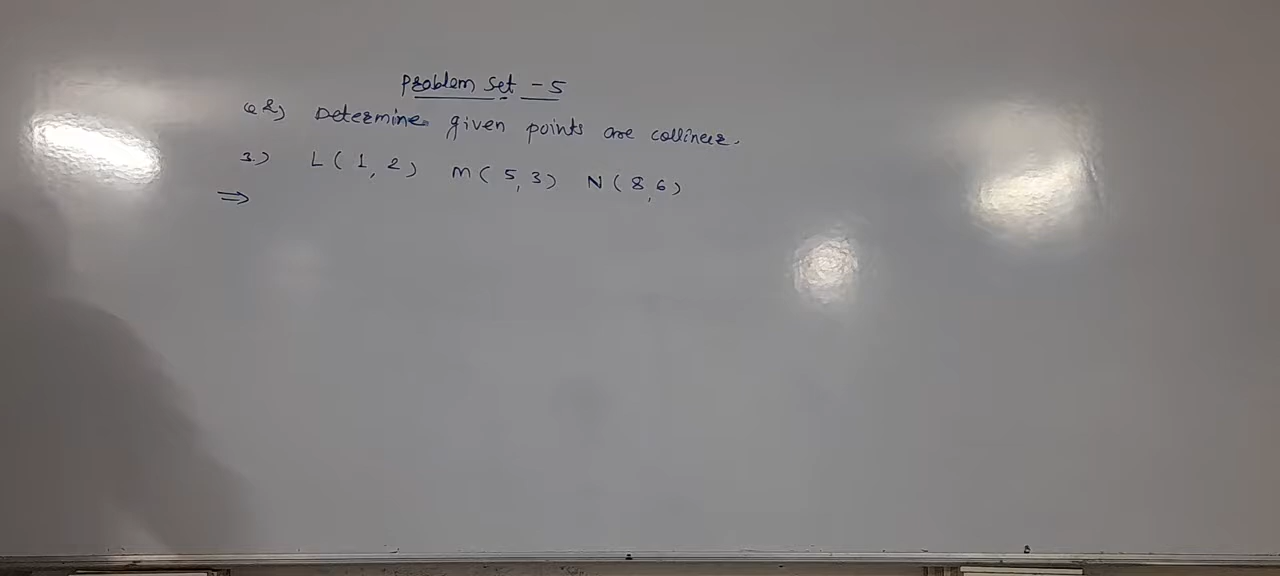 Problem Set - 5
Q2) Determine given points are collinear.
3.) L(1,2) M(5,3) N(8,6)
⇒